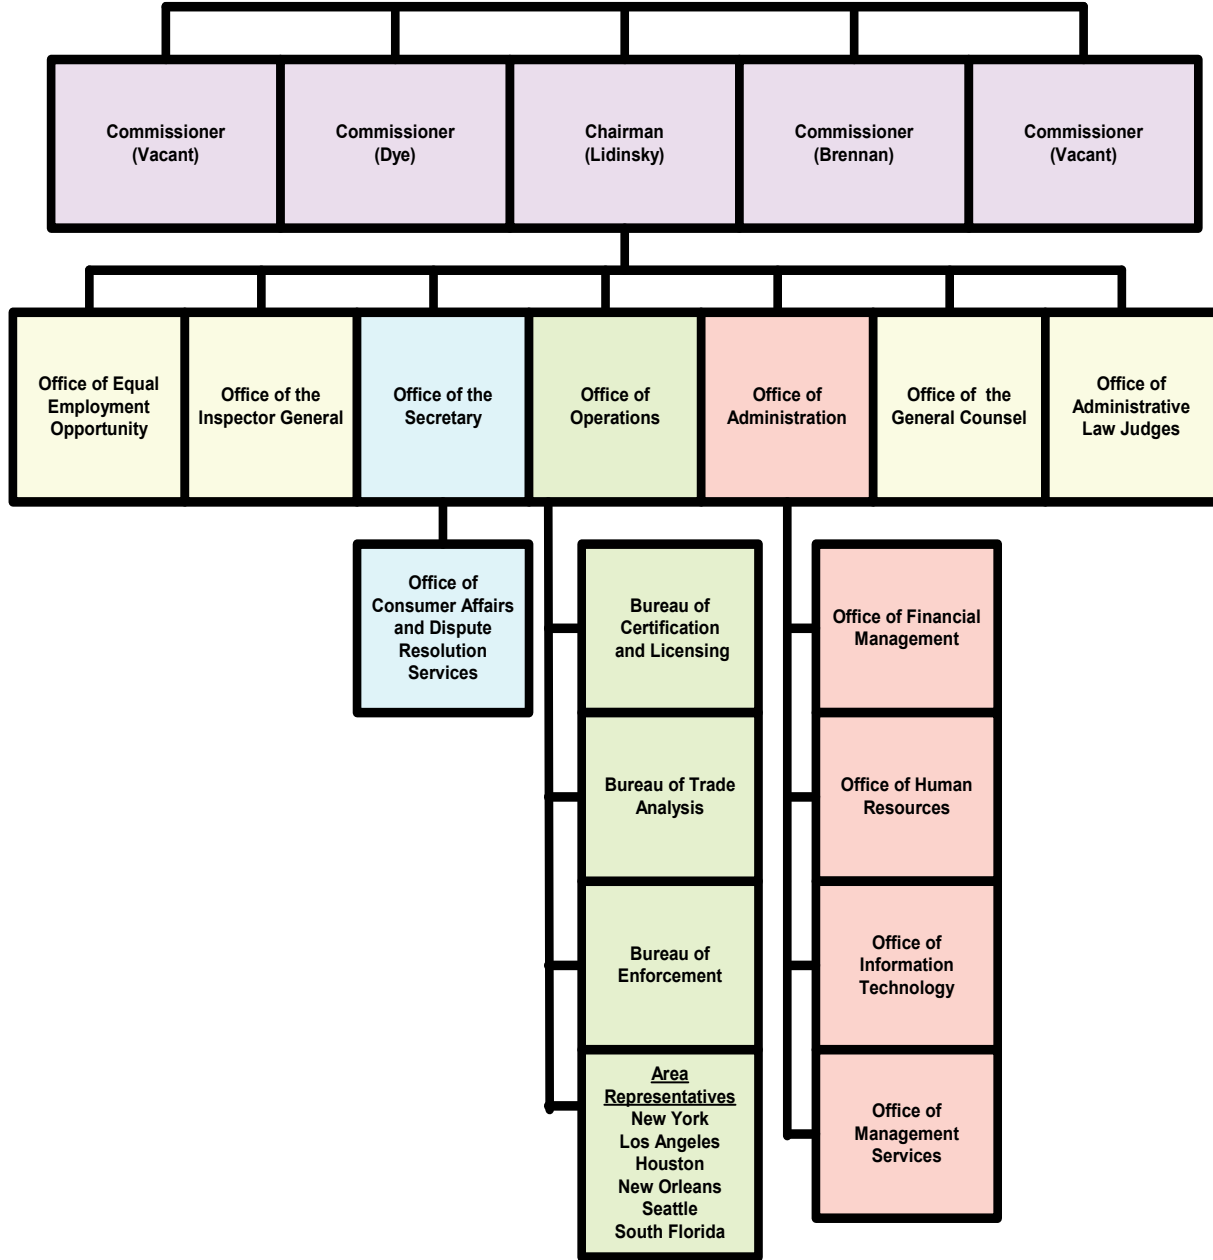 Commissioner
(Vacant)
Commissioner
(Dye)
Chairman
(Lidinsky)
Commissioner
(Brennan)
Commissioner
(Vacant)
Office of Equal
Employment
Opportunity
Office of the
Inspector General
Office of the
Secretary
Office of
Operations
Office of
Administration
Office of  the
General Counsel
Office of
Administrative
Law Judges
Office of
Consumer Affairs
and Dispute
Resolution
Services
Bureau of
Certification
and Licensing
Bureau of Trade
Analysis
Bureau of
Enforcement
Area
Representatives
New York
Los Angeles
Houston
New Orleans
Seattle
South Florida
Office of Financial
Management
Office of Human
Resources
Office of
Information
Technology
Office of
Management
Services